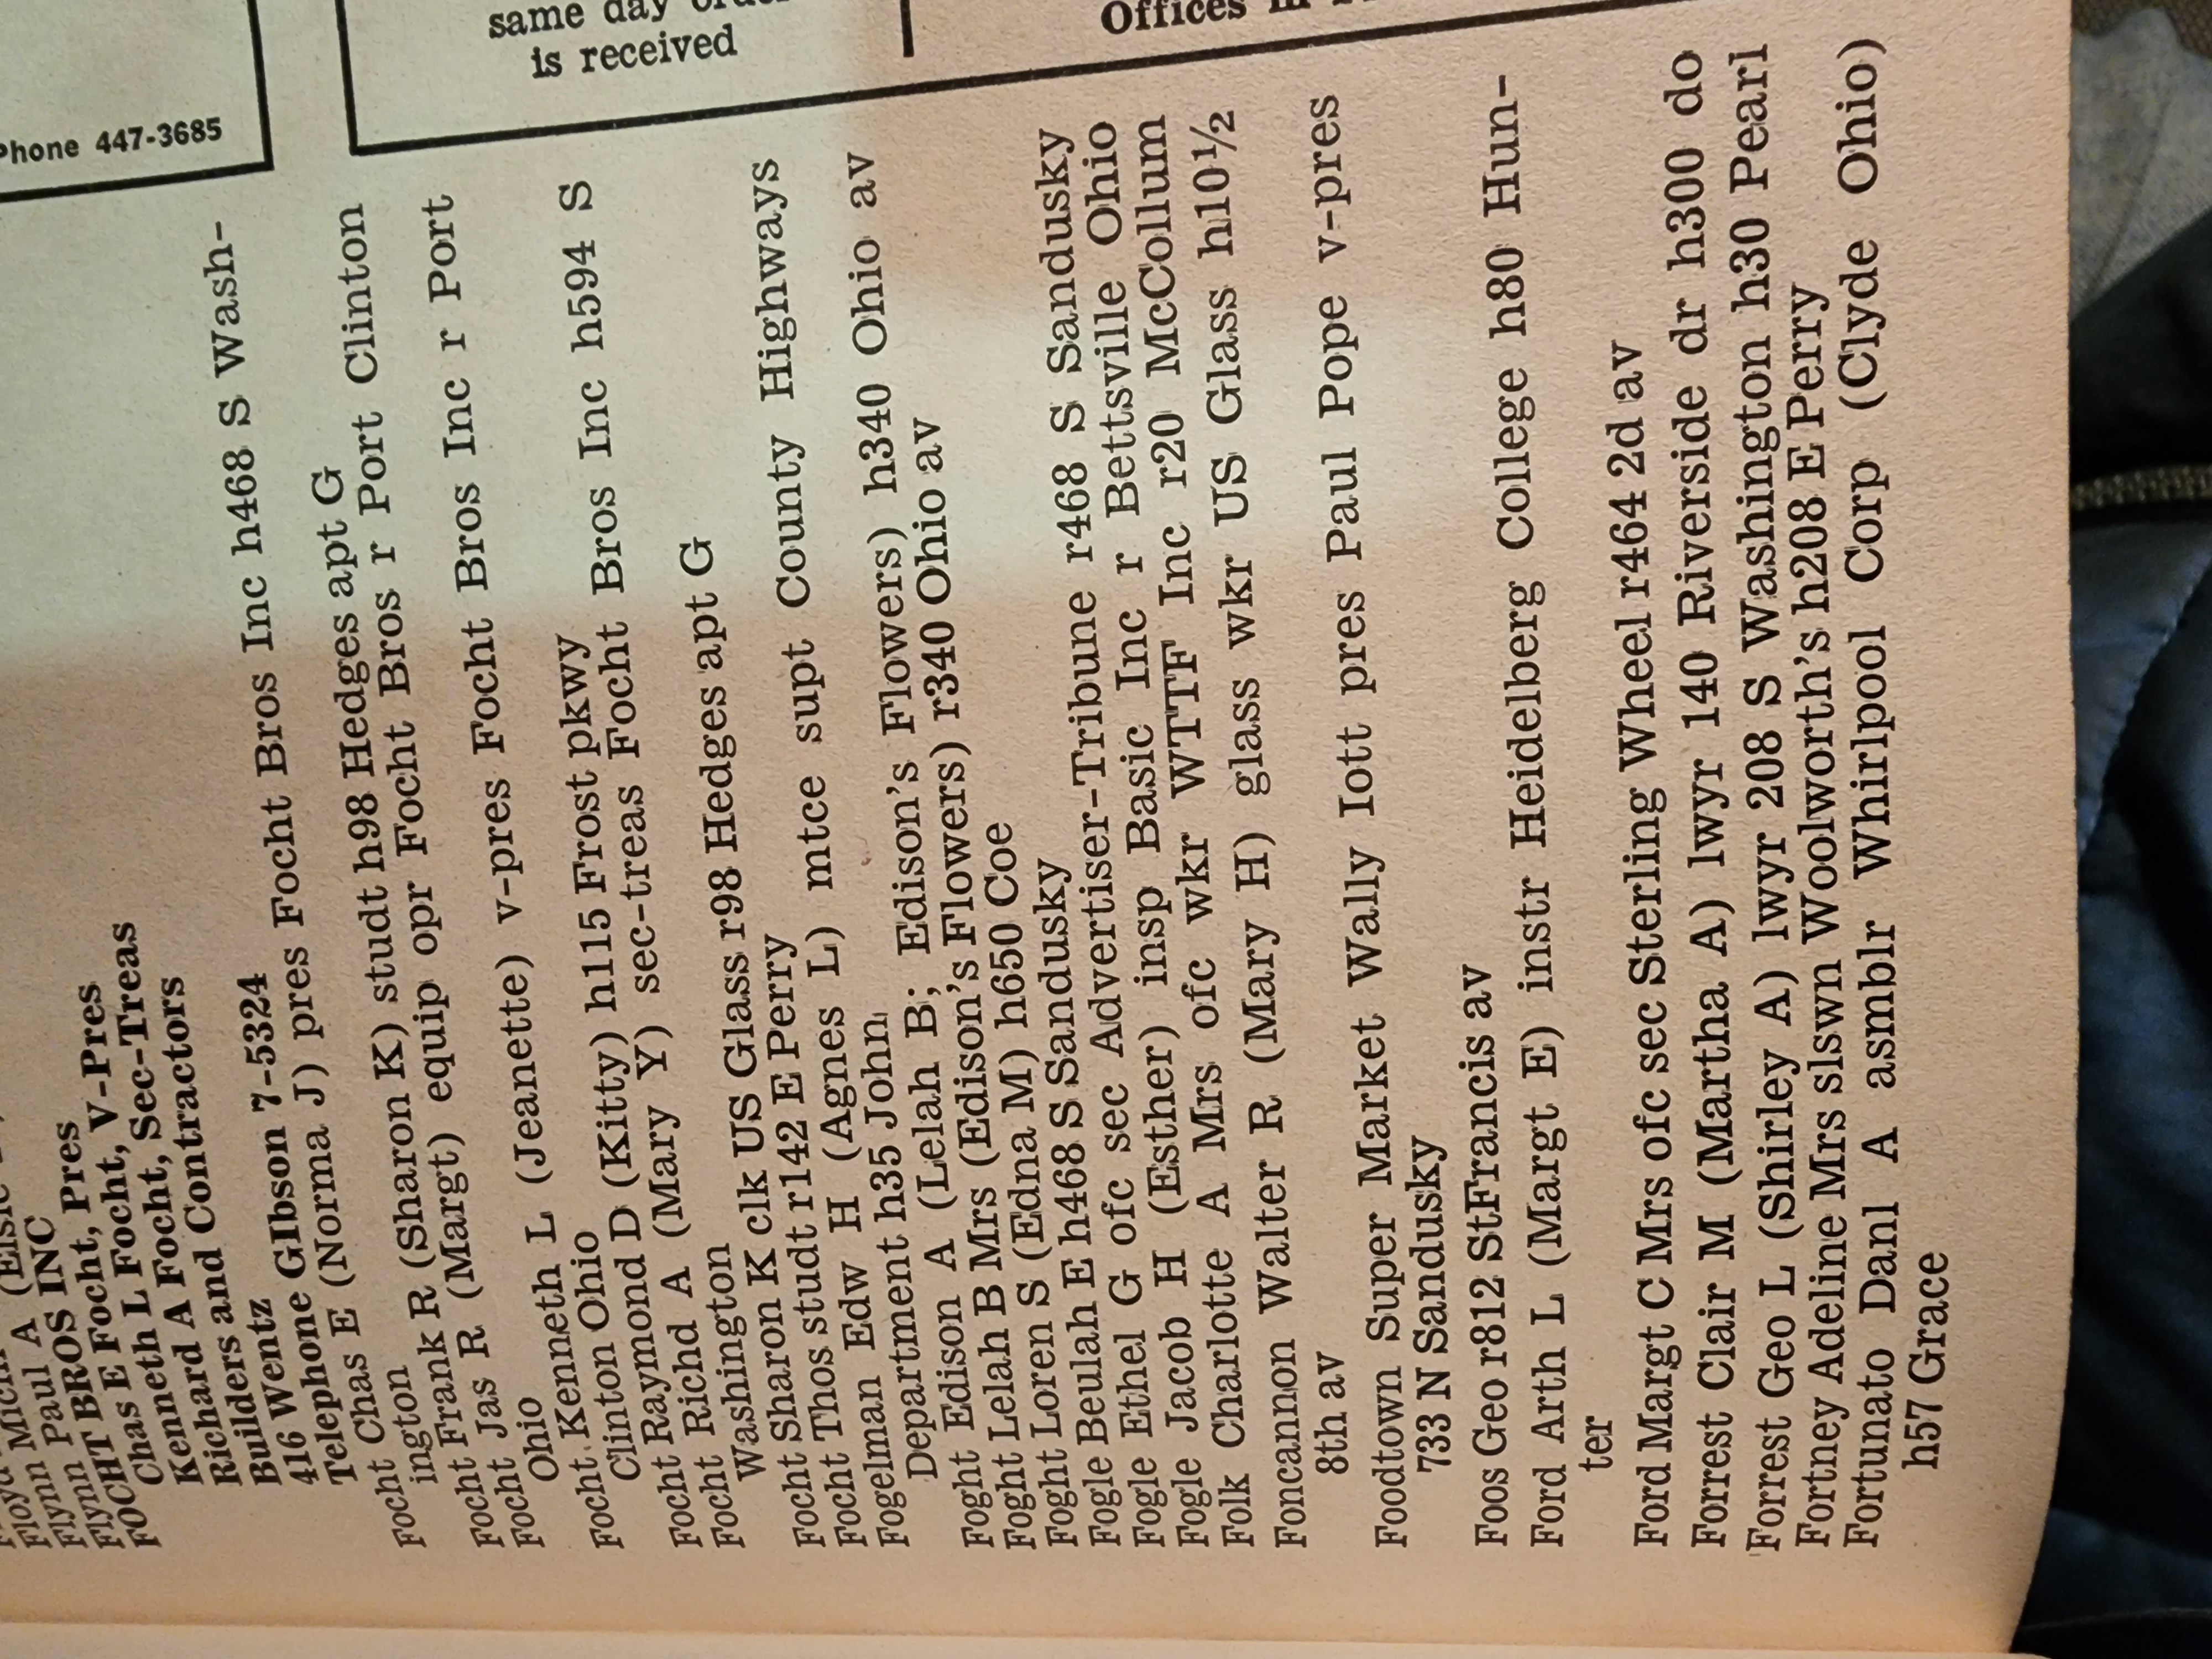 Phone 447-3685
same day order
is received
Offices in
Floyd Michl A (Elsie
Flynn Paul A
FOCHT BROS INC
Chas E Focht, Pres
Kenneth L Focht, V-Pres
Richard A Focht, Sec-Treas
Builders and Contractors
416 Wentz
Telephone GIbson 7-5324
Focht Chas E (Norma J) pres Focht Bros Inc h468 S Wash-
ington
Focht Frank R (Sharon K) studt h98 Hedges apt G
Focht Jas R (Margt) equip opr Focht Bros r Port Clinton
Ohio
Focht Kenneth L (Jeanette) v-pres Focht Bros Inc r Port
Clinton Ohio
Focht Raymond D (Kitty) h115 Frost pkwy
Focht Richd A (Mary Y) sec-treas Focht Bros Inc h594 S
Washington
Focht Sharon K clk US Glass r98 Hedges apt G
Focht Thos studt r142 E Perry
Fogelman Edw H (Agnes L) mtce supt County Highways
Department h35 John
Foght Edison A (Lelah B; Edison's Flowers) h340 Ohio av
Foght Lelah B Mrs (Edison's Flowers) r340 Ohio av
Foght Loren S (Edna M) h650 Coe
Fogle Beulah E h468 S Sandusky
Fogle Ethel G ofc sec Advertiser-Tribune r468 S Sandusky
Fogle Jacob H (Esther) insp Basic Inc r Bettsville Ohio
Folk Charlotte A Mrs ofc wkr WTTF Inc r20 McCollum
Foncannon Walter R (Mary H) glass wkr US Glass h10½
8th av
Foodtown Super Market Wally Iott pres Paul Pope v-pres
733 N Sandusky
Foos Geo r812 StFrancis av
Ford Arth L (Margt E) instr Heidelberg College h80 Hun-
ter
Ford Margt C Mrs ofc sec Sterling Wheel r464 2d av
Forrest Clair M (Martha A) lwyr 140 Riverside dr h300 do
Forrest Geo L (Shirley A) lwyr 208 S Washington h30 Pearl
Fortney Adeline Mrs slswn Woolworth's h208 E Perry
Fortunato Danl A asmblr Whirlpool Corp (Clyde Ohio)
h57 Grace